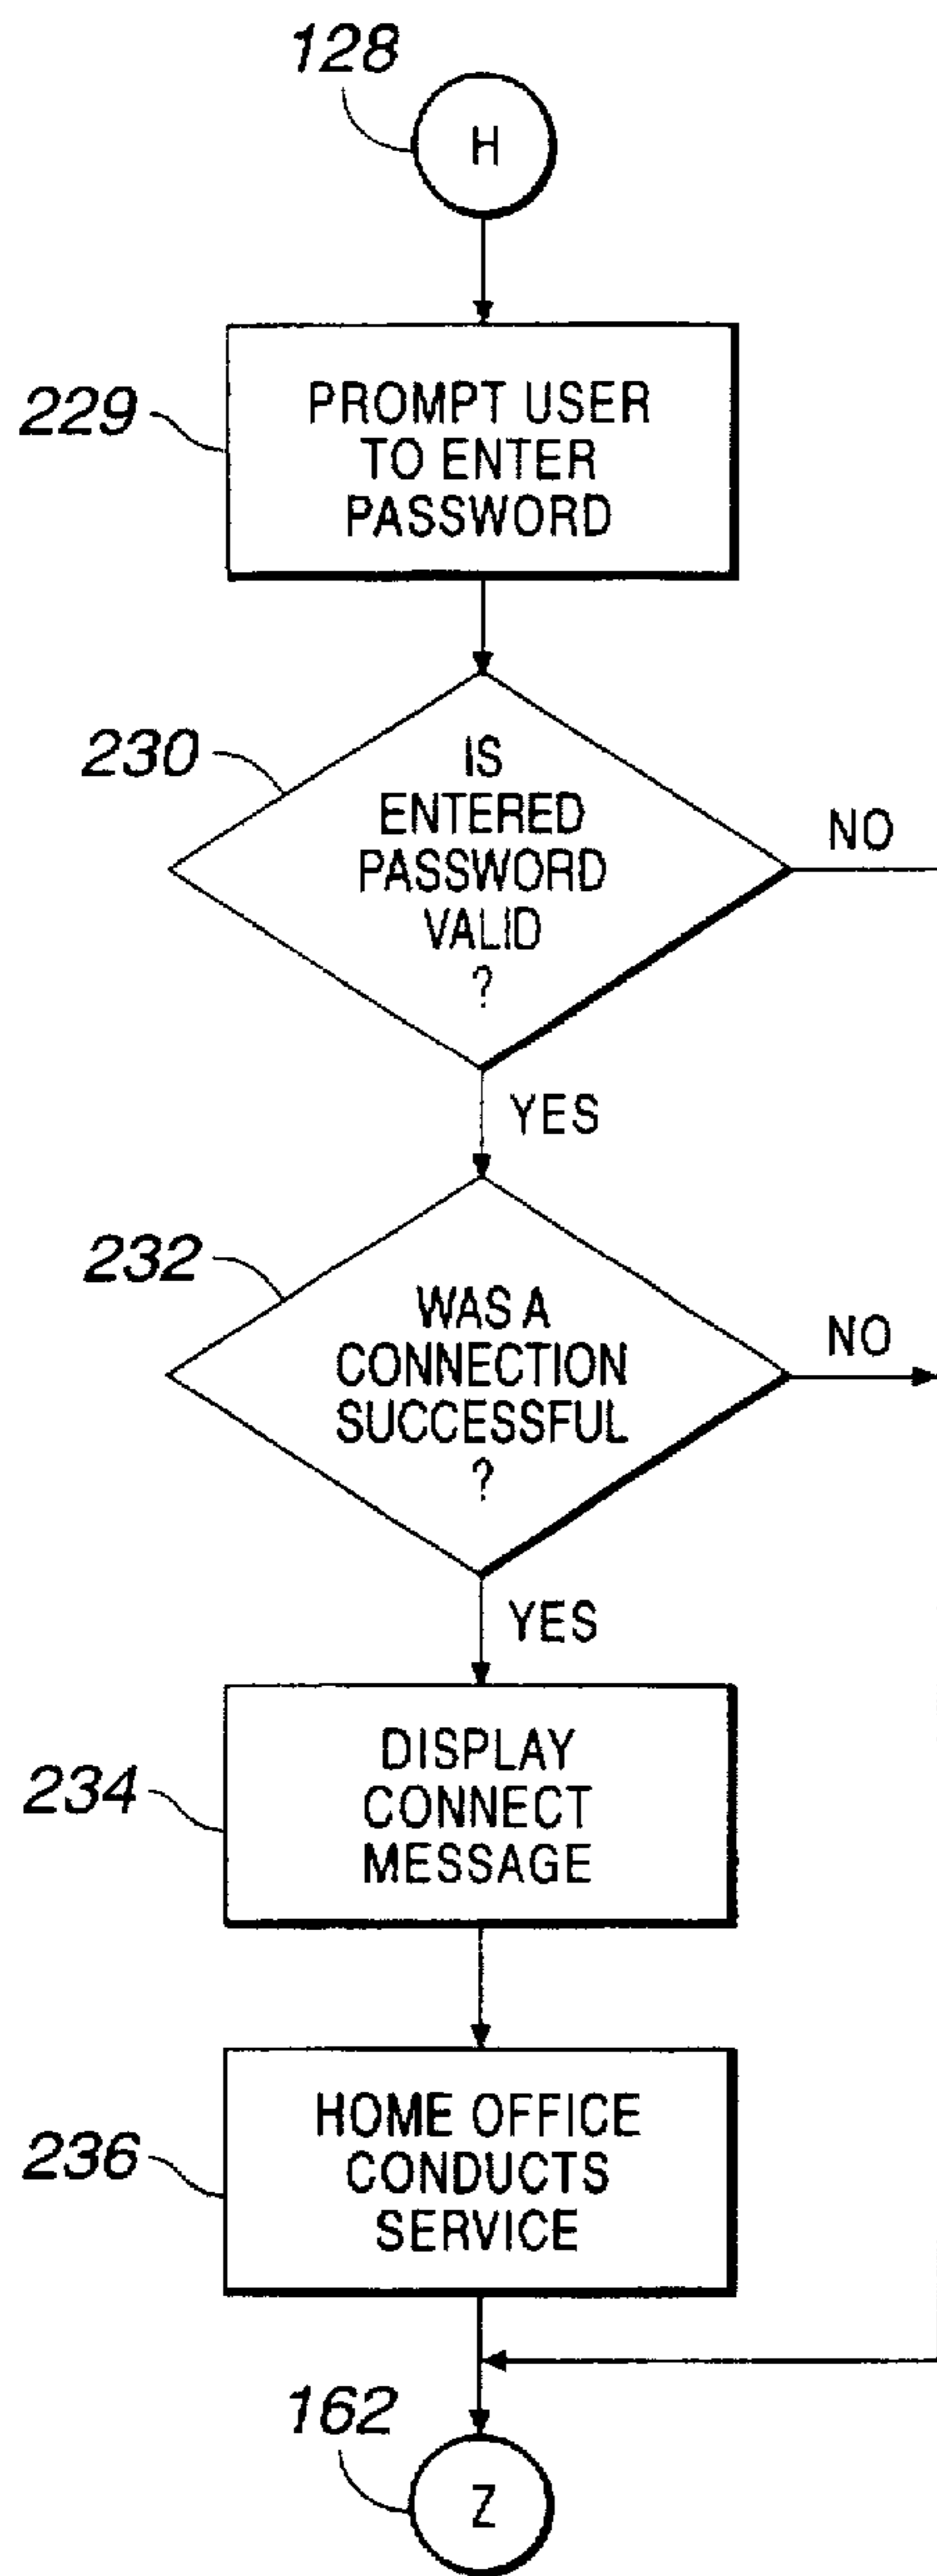 128
H
229
PROMPT USER
TO ENTER
PASSWORD
230
IS
ENTERED
PASSWORD
VALID
?
NO
YES
232
WAS A
CONNECTION
SUCCESSFUL
?
NO
YES
234
DISPLAY
CONNECT
MESSAGE
236
HOME OFFICE
CONDUCTS
SERVICE
162
Z